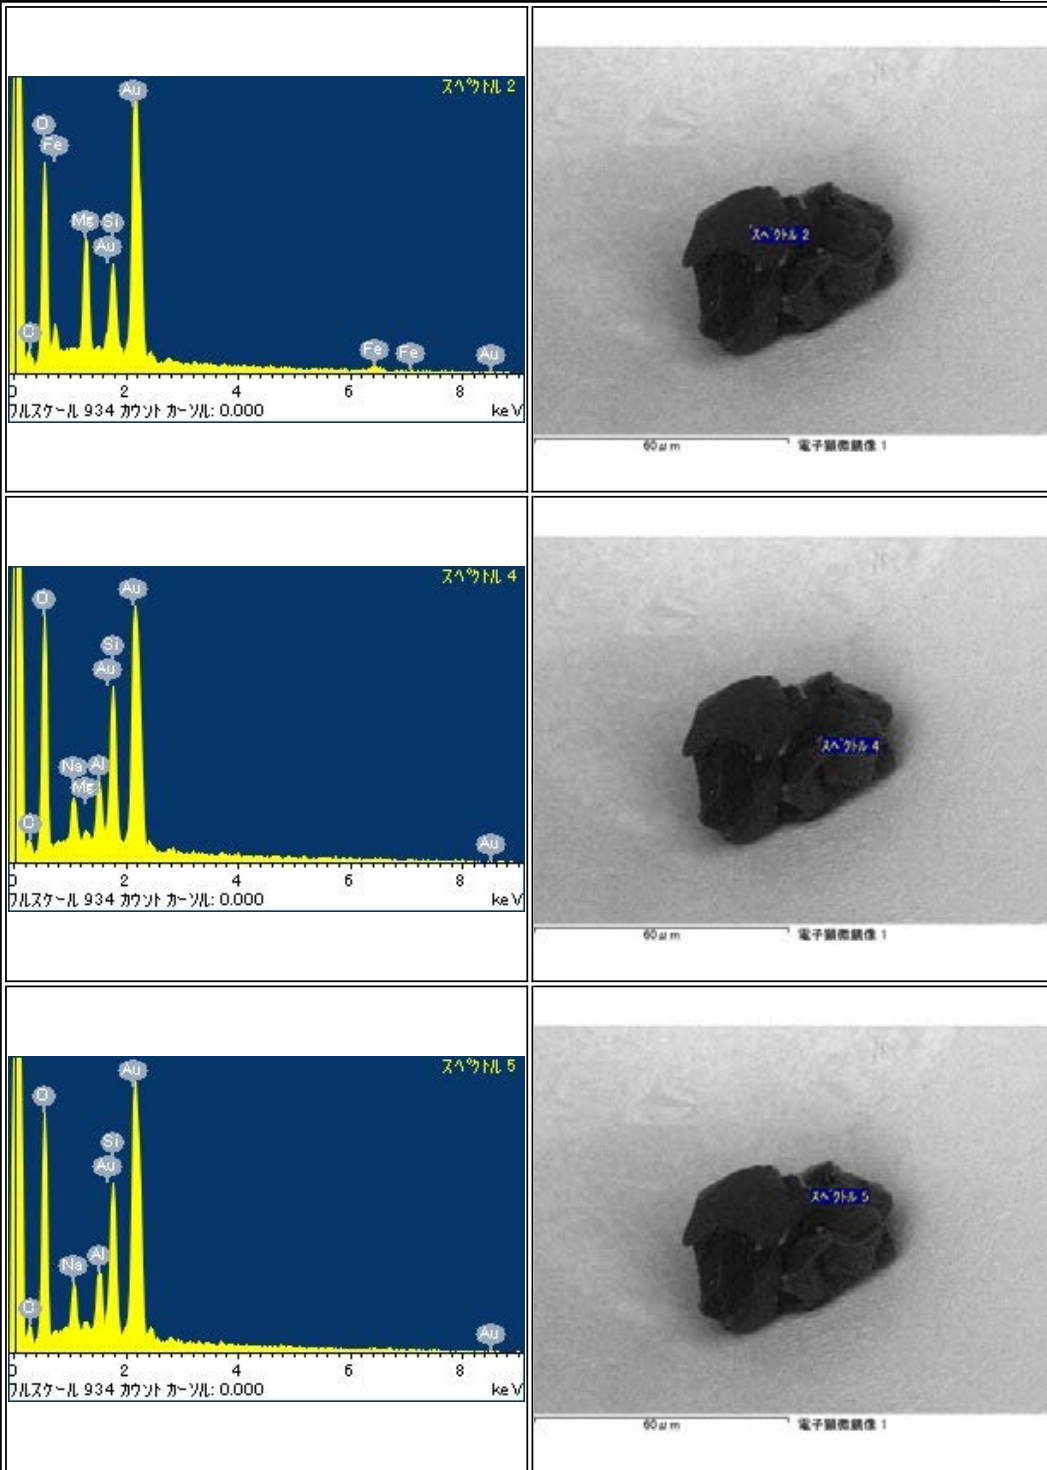 スペクトル 2
Au
O
Fe
Mg
Si
Au
C
Fe
Fe
Au
0 2 4 6 8
フルスケール 934 カウント カーソル: 0.000 keV
スペクトル 2
60μm 電子顕微鏡像 1
スペクトル 4
Au
O
Si
Au
Na
Al
Mg
C
Au
0 2 4 6 8
フルスケール 934 カウント カーソル: 0.000 keV
スペクトル 4
60μm 電子顕微鏡像 1
スペクトル 5
Au
O
Si
Au
Al
Na
C
Au
0 2 4 6 8
フルスケール 934 カウント カーソル: 0.000 keV
スペクトル 5
60μm 電子顕微鏡像 1